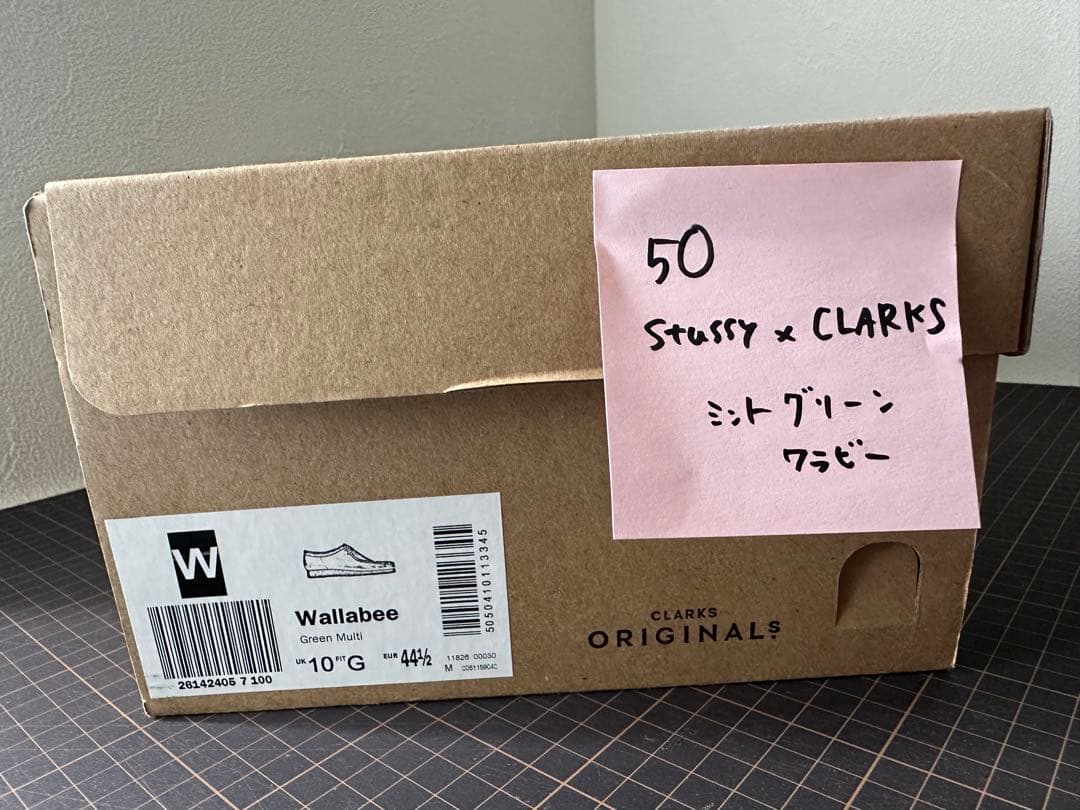 50
Stussy x CLARKS
ミント グリーン
ワラビー
W
Wallabee
Green Multi
UK 10 FIT G EUR 44½
26142405 7 100
5050410113345
11826 00030
M
CLARKS
ORIGINALS